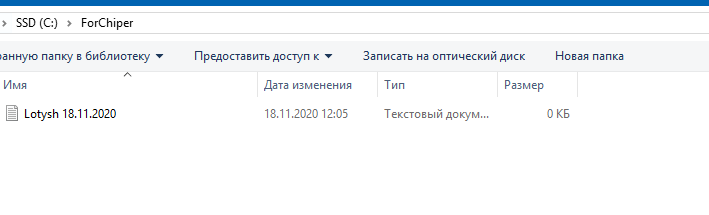 SSD (C:) > ForChiper
анную папку в библиотеку Предоставить доступ к Записать на оптический диск Новая папка
Имя Дата изменения Тип Размер
Lotysh 18.11.2020 18.11.2020 12:05 Текстовый докум... 0 КБ